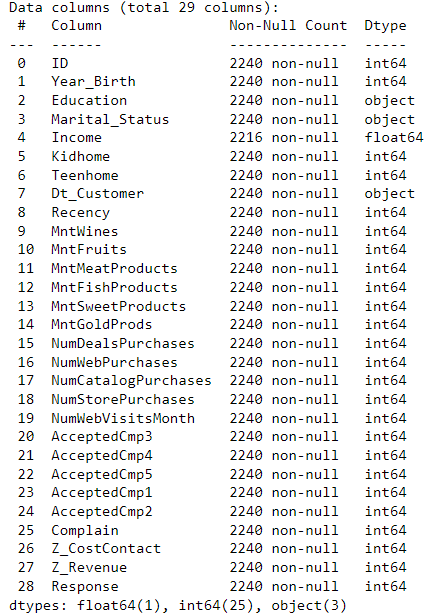 Data columns (total 29 columns):
 #   Column               Non-Null Count  Dtype
---  ------               --------------  -----
 0   ID                   2240 non-null   int64
 1   Year_Birth           2240 non-null   int64
 2   Education            2240 non-null   object
 3   Marital_Status       2240 non-null   object
 4   Income               2216 non-null   float64
 5   Kidhome              2240 non-null   int64
 6   Teenhome             2240 non-null   int64
 7   Dt_Customer          2240 non-null   object
 8   Recency              2240 non-null   int64
 9   MntWines             2240 non-null   int64
 10  MntFruits            2240 non-null   int64
 11  MntMeatProducts      2240 non-null   int64
 12  MntFishProducts      2240 non-null   int64
 13  MntSweetProducts     2240 non-null   int64
 14  MntGoldProds         2240 non-null   int64
 15  NumDealsPurchases    2240 non-null   int64
 16  NumWebPurchases      2240 non-null   int64
 17  NumCatalogPurchases  2240 non-null   int64
 18  NumStorePurchases    2240 non-null   int64
 19  NumWebVisitsMonth    2240 non-null   int64
 20  AcceptedCmp3         2240 non-null   int64
 21  AcceptedCmp4         2240 non-null   int64
 22  AcceptedCmp5         2240 non-null   int64
 23  AcceptedCmp1         2240 non-null   int64
 24  AcceptedCmp2         2240 non-null   int64
 25  Complain             2240 non-null   int64
 26  Z_CostContact        2240 non-null   int64
 27  Z_Revenue            2240 non-null   int64
 28  Response             2240 non-null   int64
dtypes: float64(1), int64(25), object(3)